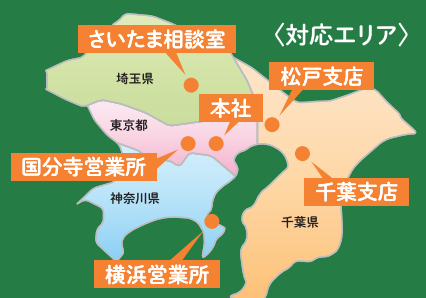 〈対応エリア〉
さいたま相談室
埼玉県
松戸支店
本社
東京都
国分寺営業所
千葉支店
神奈川県
千葉県
横浜営業所